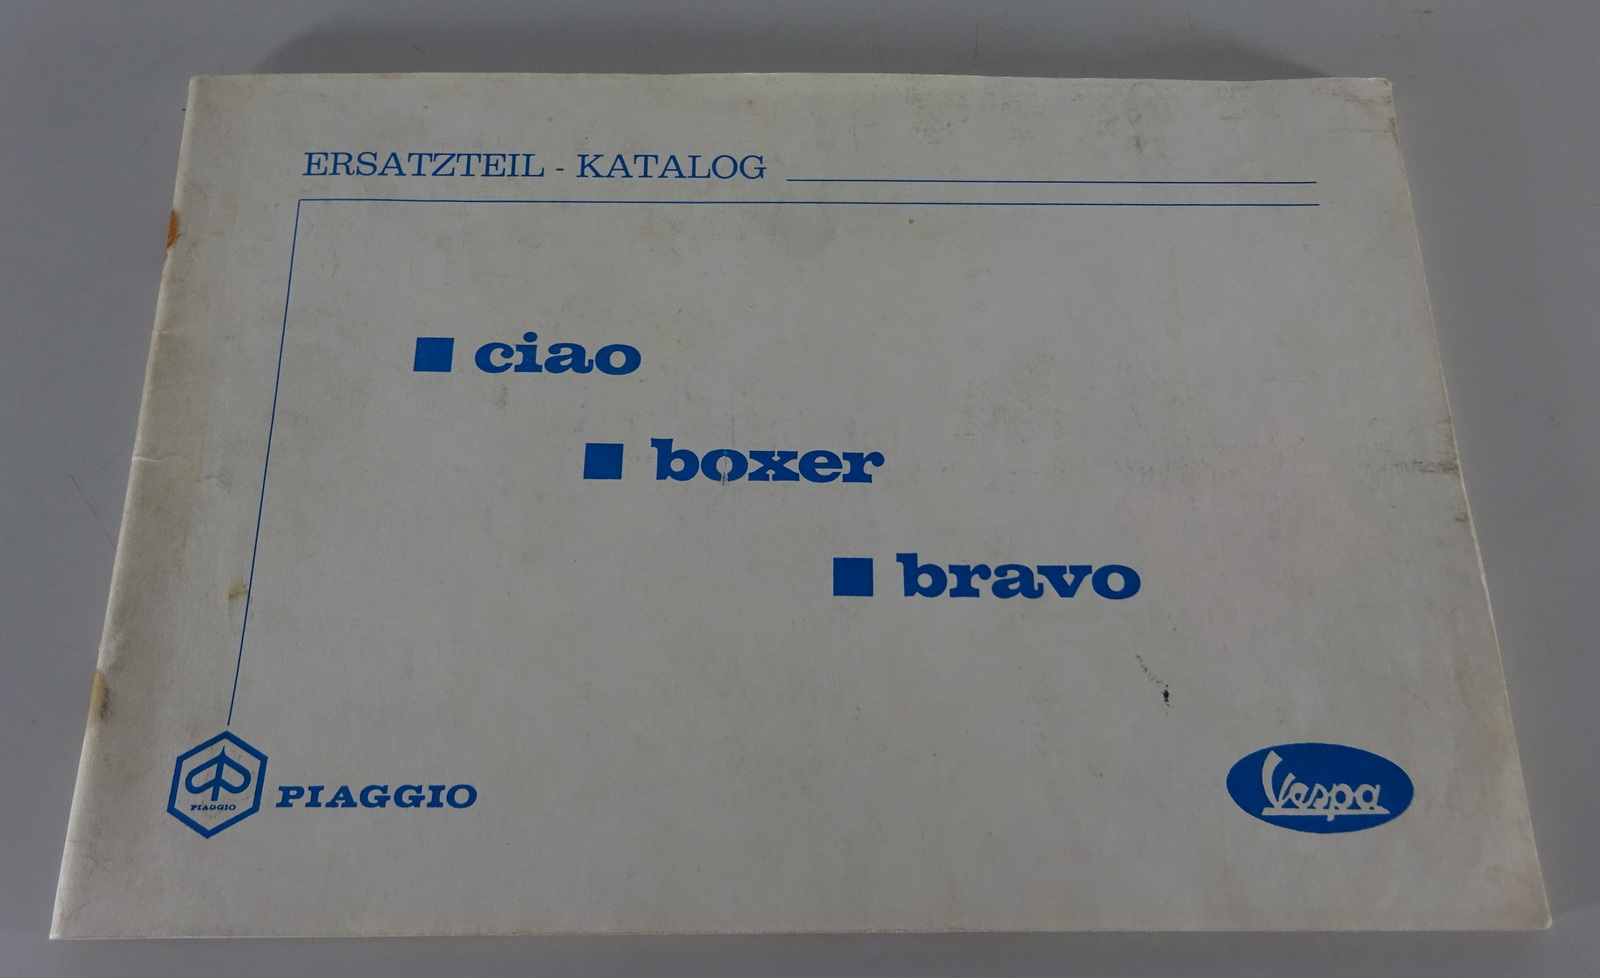 ERSATZTEIL - KATALOG
ciao
boxer
bravo
PIAGGIO
PIAGGIO
Vespa